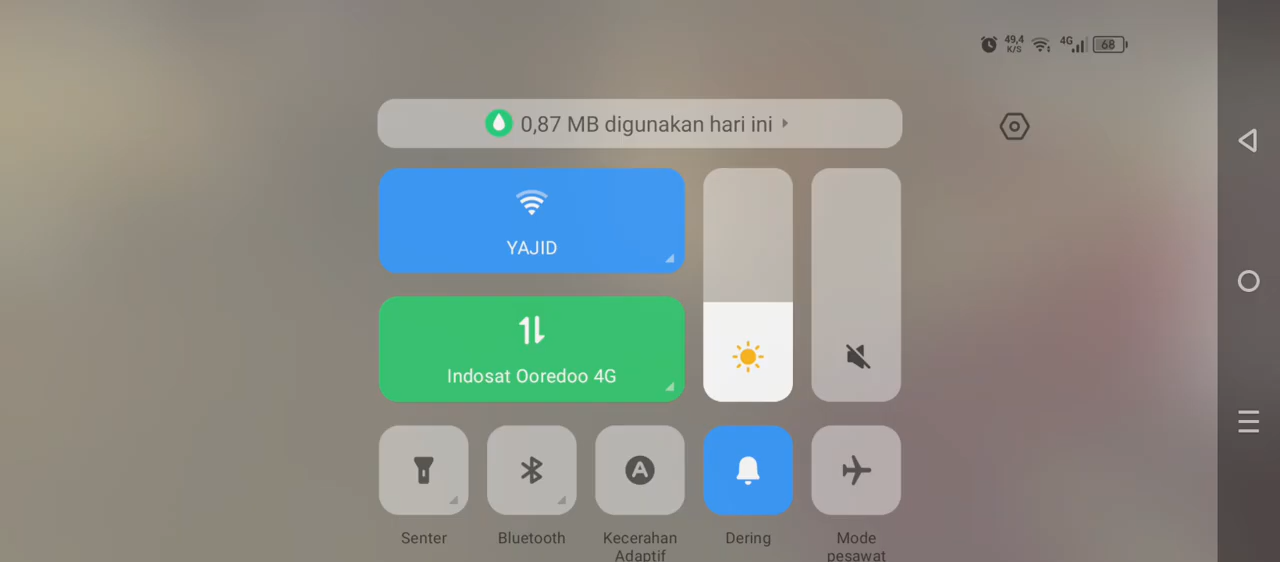 49,4
K/S
4G
68
0,87 MB digunakan hari ini
YAJID
Indosat Ooredoo 4G
A
Senter
Bluetooth
Kecerahan
Adaptif
Dering
Mode
pesawat